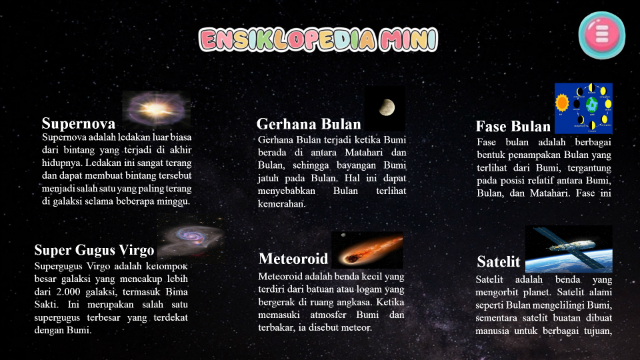 ENSIKLOPEDIA MINI
Supernova
Supernova adalah ledakan luar biasa
dari bintang yang terjadi di akhir
hidupnya. Ledakan ini sangat terang
dan dapat membuat bintang tersebut
menjadi salah satu yang paling terang
di galaksi selama beberapa minggu.
Gerhana Bulan
Gerhana Bulan terjadi ketika Bumi
berada di antara Matahari dan
Bulan, sehingga bayangan Bumi
jatuh pada Bulan. Hal ini dapat
menyebabkan Bulan terlihat
kemerahan.
Fase Bulan
Fase bulan adalah berbagai
bentuk penampakan Bulan yang
terlihat dari Bumi, tergantung
pada posisi relatif antara Bumi,
Bulan, dan Matahari. Fase ini
Super Gugus Virgo
Supergugus Virgo adalah kelompok
besar galaksi yang mencakup lebih
dari 2.000 galaksi, termasuk Bima
Sakti. Ini merupakan salah satu
supergugus terbesar yang terdekat
dengan Bumi.
Meteoroid
Meteoroid adalah benda kecil yang
terdiri dari batuan atau logam yang
bergerak di ruang angkasa. Ketika
memasuki atmosfer Bumi dan
terbakar, ia disebut meteor.
Satelit
Satelit adalah benda yang
mengorbit planet. Satelit alami
seperti Bulan mengelilingi Bumi,
sementara satelit buatan dibuat
manusia untuk berbagai tujuan,